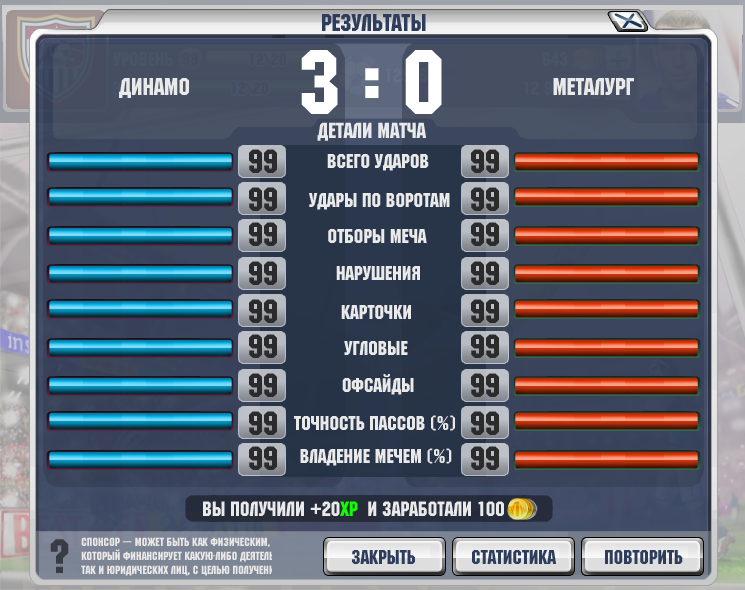 РЕЗУЛЬТАТЫ
ДИНАМО
3 : 0
МЕТАЛУРГ
ДЕТАЛИ МАТЧА
99 ВСЕГО УДАРОВ 99
99 УДАРЫ ПО ВОРОТАМ 99
99 ОТБОРЫ МЕЧА 99
99 НАРУШЕНИЯ 99
99 КАРТОЧКИ 99
99 УГЛОВЫЕ 99
99 ОФСАЙДЫ 99
99 ТОЧНОСТЬ ПАССОВ (%) 99
99 ВЛАДЕНИЕ МЕЧЕМ (%) 99
ВЫ ПОЛУЧИЛИ +20XP И ЗАРАБОТАЛИ 100
?
СПОНСОР — МОЖЕТ БЫТЬ КАК ФИЗИЧЕСКИМ,
КОТОРЫЙ ФИНАНСИРУЕТ КАКУЮ-ЛИБО ДЕЯТЕЛЬ
ТАК И ЮРИДИЧЕСКИХ ЛИЦ, С ЦЕЛЬЮ ПОЛУЧЕН
ЗАКРЫТЬ
СТАТИСТИКА
ПОВТОРИТЬ